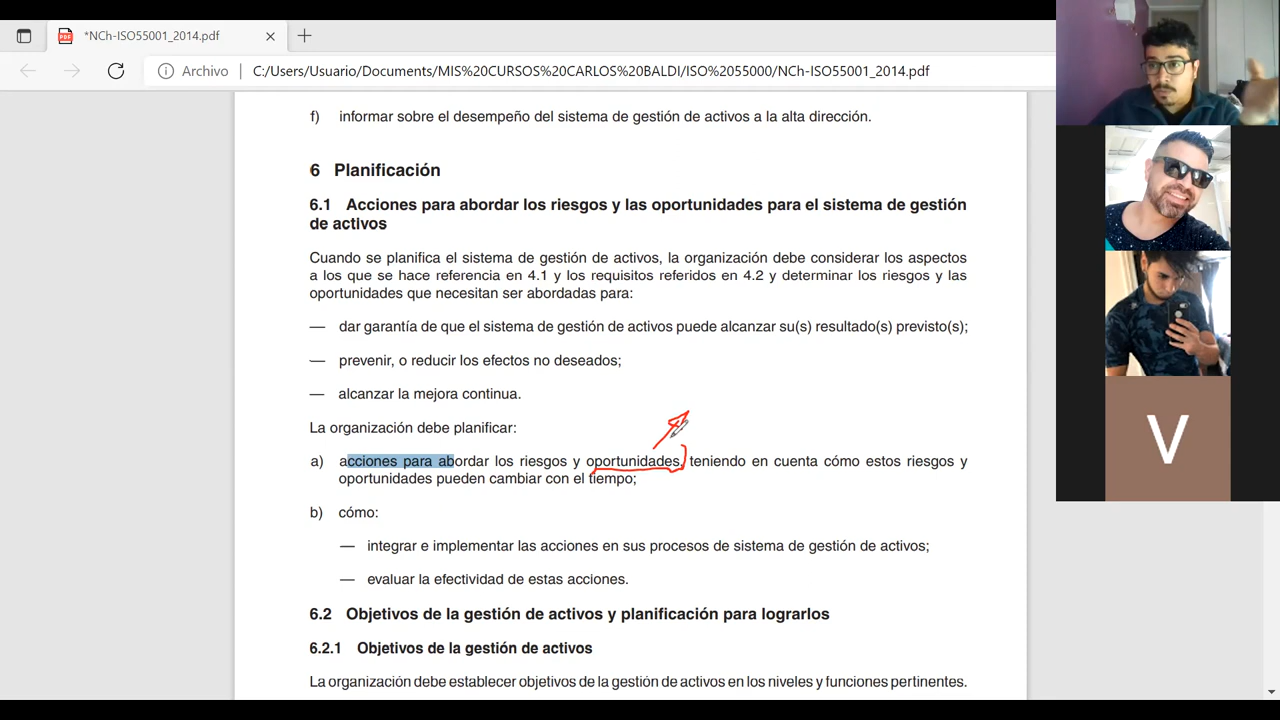 *NCh-ISO55001_2014.pdf
Archivo
C:/Users/Usuario/Documents/MIS%20CURSOS%20CARLOS%20BALDI/ISO%2055000/NCh-ISO55001_2014.pdf
f) informar sobre el desempeño del sistema de gestión de activos a la alta dirección.
6 Planificación
6.1 Acciones para abordar los riesgos y las oportunidades para el sistema de gestión
de activos
Cuando se planifica el sistema de gestión de activos, la organización debe considerar los aspectos
a los que se hace referencia en 4.1 y los requisitos referidos en 4.2 y determinar los riesgos y las
oportunidades que necesitan ser abordadas para:
— dar garantía de que el sistema de gestión de activos puede alcanzar su(s) resultado(s) previsto(s);
— prevenir, o reducir los efectos no deseados;
— alcanzar la mejora continua.
La organización debe planificar:
a) acciones para abordar los riesgos y oportunidades, teniendo en cuenta cómo estos riesgos y
oportunidades pueden cambiar con el tiempo;
b) cómo:
— integrar e implementar las acciones en sus procesos de sistema de gestión de activos;
— evaluar la efectividad de estas acciones.
6.2 Objetivos de la gestión de activos y planificación para lograrlos
6.2.1 Objetivos de la gestión de activos
La organización debe establecer objetivos de la gestión de activos en los niveles y funciones pertinentes.
V